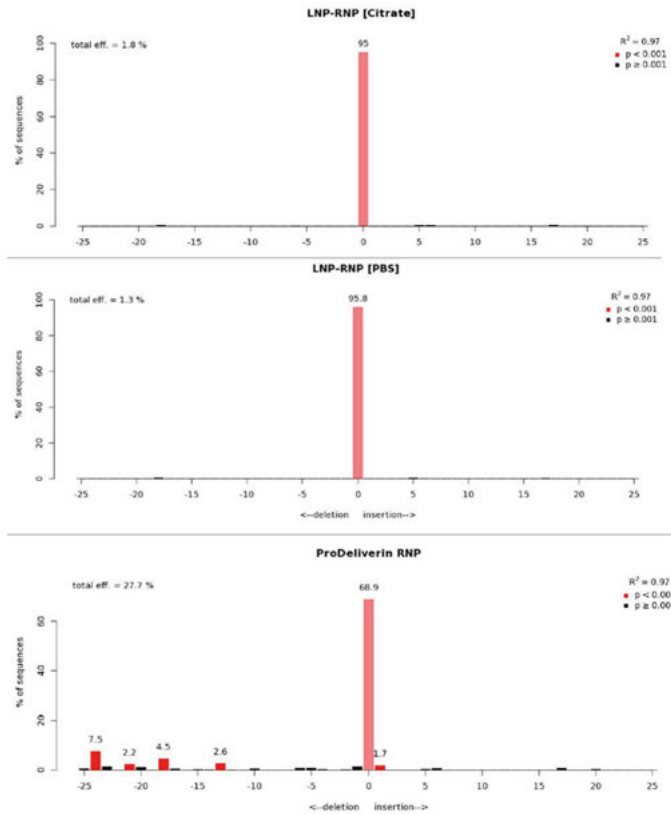 LNP-RNP [Citrate]
total eff. = 1.8 %
R² = 0.97
p < 0.001
p ≥ 0.001
% of sequences
100
80
60
40
20
0
95
-25 -20 -15 -10 -5 0 5 10 15 20 25
LNP-RNP [PBS]
total eff. = 1.3 %
R² = 0.97
p < 0.001
p ≥ 0.001
% of sequences
100
80
60
40
20
0
95.8
-25 -20 -15 -10 -5 0 5 10 15 20 25
<--deletion insertion-->
ProDeliverin RNP
total eff. = 27.7 %
R² = 0.97
p < 0.00
p ≥ 0.00
% of sequences
60
40
20
0
68.9
7.5 2.2 4.5 2.6 1.7
-25 -20 -15 -10 -5 0 5 10 15 20 25
<--deletion insertion-->